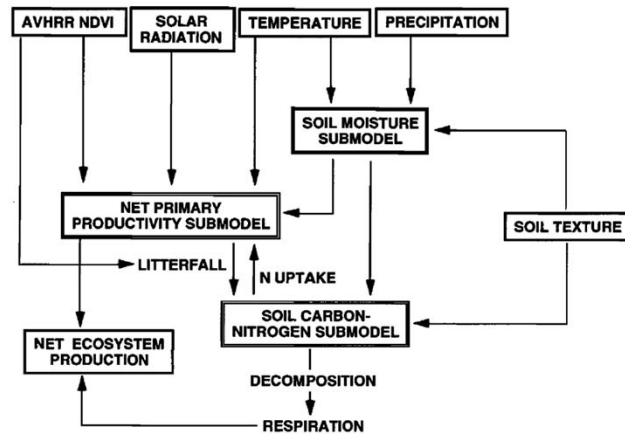 AVHRR NDVI
SOLAR
RADIATION
TEMPERATURE
PRECIPITATION
SOIL MOISTURE
SUBMODEL
NET PRIMARY
PRODUCTIVITY SUBMODEL
SOIL TEXTURE
LITTERFALL
N UPTAKE
SOIL CARBON-
NITROGEN SUBMODEL
NET ECOSYSTEM
PRODUCTION
DECOMPOSITION
RESPIRATION